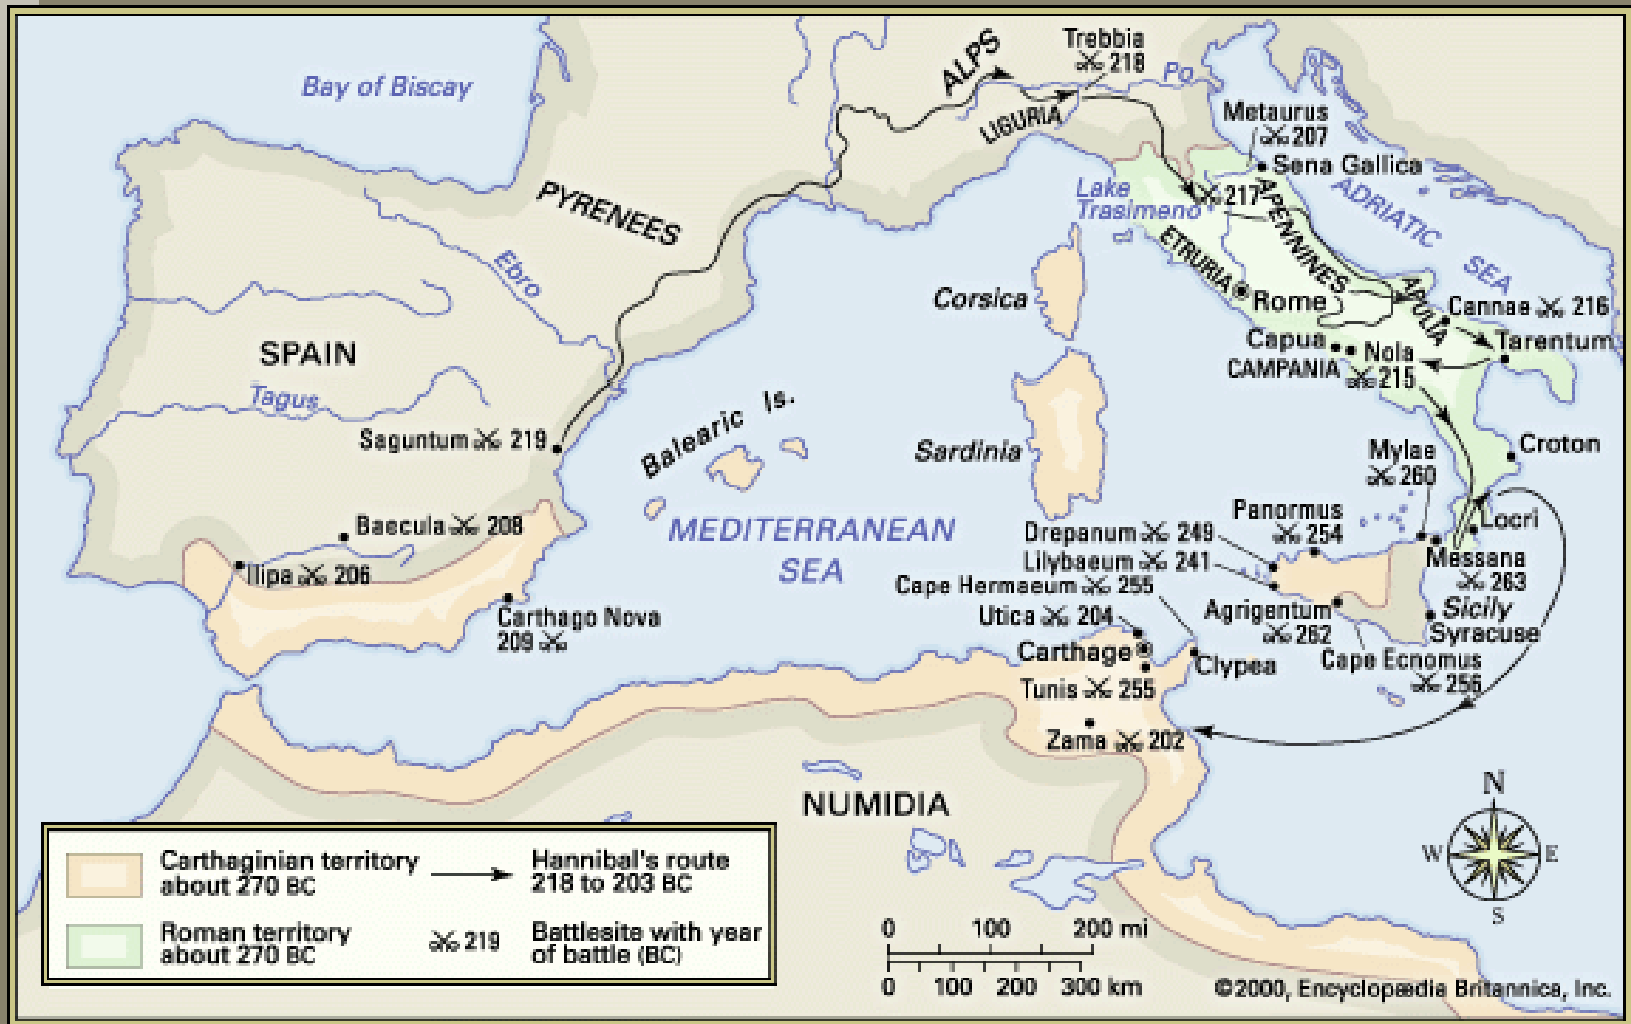 Bay of Biscay
ALPS
Trebbia
218
Po
LIGURIA
Metaurus
207
Sena Gallica
PYRENEES
Lake
Trasimeno
217
APENNINES
ADRIATIC
SEA
Ebro
ETRURIA
Corsica
Rome
APULIA
Cannae 216
SPAIN
Capua
Nola
215
Tarentum
CAMPANIA
Tagus
Balearic Is.
Saguntum 219
Sardinia
Mylae
260
Croton
Baecula 208
MEDITERRANEAN
SEA
Panormus
254
Locri
Drepanum 249
Lilybaeum 241
Messana
263
Ilipa 206
Cape Hermaeum 255
Carthago Nova
209
Utica 204
Agrigentum
262
Sicily
Syracuse
Carthage
Clypea
Cape Ecnomus
256
Tunis 255
Zama 202
NUMIDIA
N
W E
S
Carthaginian territory
about 270 BC
Hannibal's route
218 to 203 BC
Roman territory
about 270 BC
219
Battlesite with year
of battle (BC)
0 100 200 mi
0 100 200 300 km
©2000, Encyclopædia Britannica, Inc.